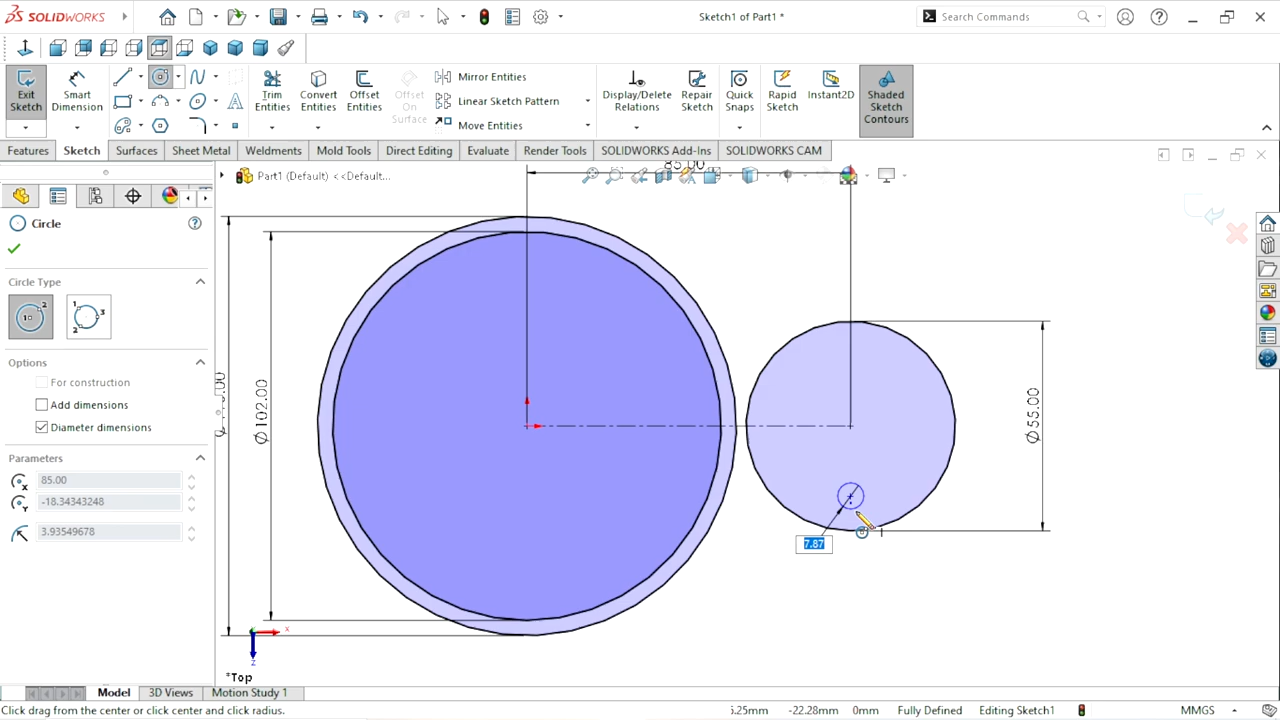 SOLIDWORKS
Sketch1 of Part1 *
Search Commands
Exit Sketch
Smart Dimension
Trim Entities
Convert Entities
Offset Entities
Offset On Surface
Mirror Entities
Linear Sketch Pattern
Move Entities
Display/Delete Relations
Repair Sketch
Quick Snaps
Rapid Sketch
Instant2D
Shaded Sketch Contours
Features
Sketch
Surfaces
Sheet Metal
Weldments
Mold Tools
Direct Editing
Evaluate
Render Tools
SOLIDWORKS Add-Ins
SOLIDWORKS CAM
Part1 (Default) <<Default...
85.00
Circle
Circle Type
Options
For construction
Add dimensions
Diameter dimensions
Parameters
85.00
-18.34343248
3.93549678
Ø102.00
Ø55.00
7.87
x
z
*Top
Model
3D Views
Motion Study 1
Click drag from the center or click center and click radius.
-22.28mm
0mm
Fully Defined
Editing Sketch1
MMGS